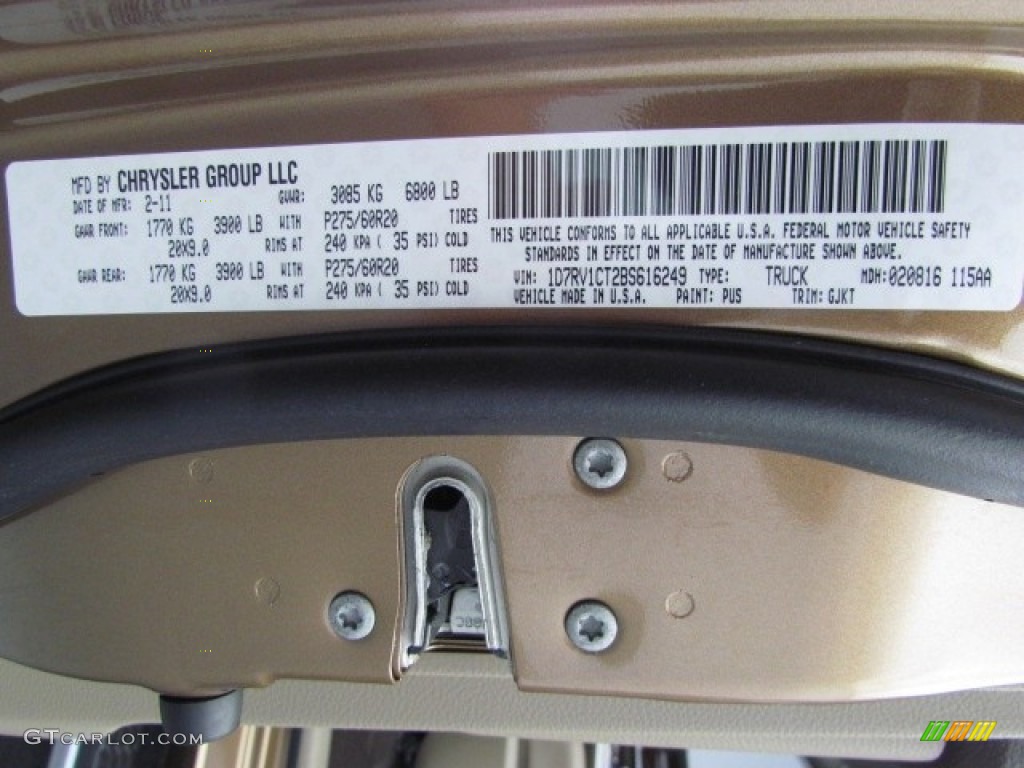 MFD BY CHRYSLER GROUP LLC
DATE OF MFR: 2-11 GVWR: 3085 KG 6800 LB
GAWR FRONT: 1770 KG 3900 LB WITH P275/60R20 TIRES
20X9.0 RIMS AT 240 KPA ( 35 PSI) COLD
GAWR REAR: 1770 KG 3900 LB WITH P275/60R20 TIRES
20X9.0 RIMS AT 240 KPA ( 35 PSI) COLD
THIS VEHICLE CONFORMS TO ALL APPLICABLE U.S.A. FEDERAL MOTOR VEHICLE SAFETY
STANDARDS IN EFFECT ON THE DATE OF MANUFACTURE SHOWN ABOVE.
VIN: 1D7RV1CT2BS616249 TYPE: TRUCK MDH: 020816 115AA
VEHICLE MADE IN U.S.A. PAINT: PUS TRIM: GJKT
GTCARLOT.COM